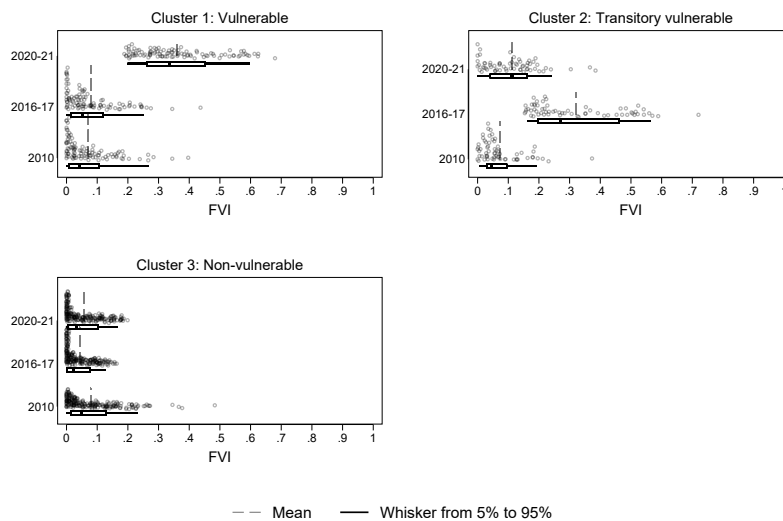 Cluster 1: Vulnerable
2020-21
2016-17
2010
0 .1 .2 .3 .4 .5 .6 .7 .8 .9 1
FVI
Cluster 2: Transitory vulnerable
2020-21
2016-17
2010
0 .1 .2 .3 .4 .5 .6 .7 .8 .9 1
FVI
Cluster 3: Non-vulnerable
2020-21
2016-17
2010
0 .1 .2 .3 .4 .5 .6 .7 .8 .9 1
FVI
Mean Whisker from 5% to 95%